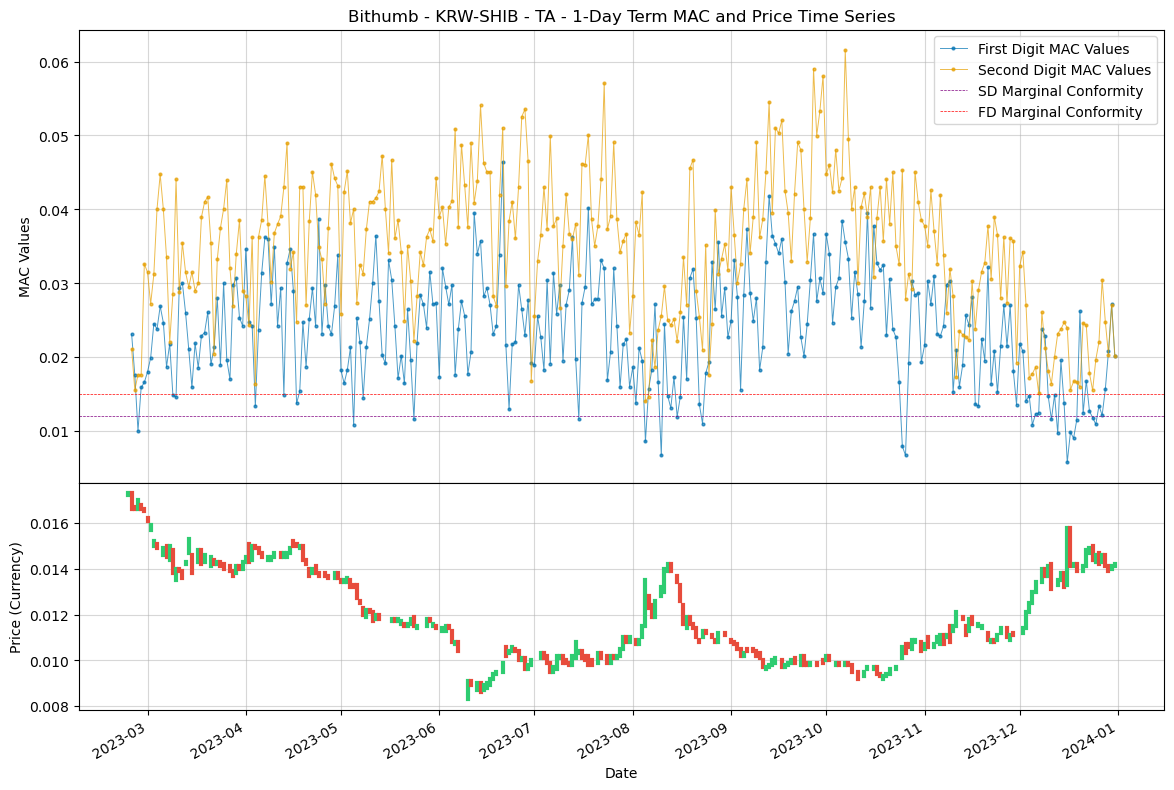 Bithumb - KRW-SHIB - TA - 1-Day Term MAC and Price Time Series
First Digit MAC Values
Second Digit MAC Values
SD Marginal Conformity
FD Marginal Conformity
MAC Values
0.06
0.05
0.04
0.03
0.02
0.01
Price (Currency)
0.016
0.014
0.012
0.010
0.008
2023-03
2023-04
2023-05
2023-06
2023-07
2023-08
2023-09
2023-10
2023-11
2023-12
2024-01
Date